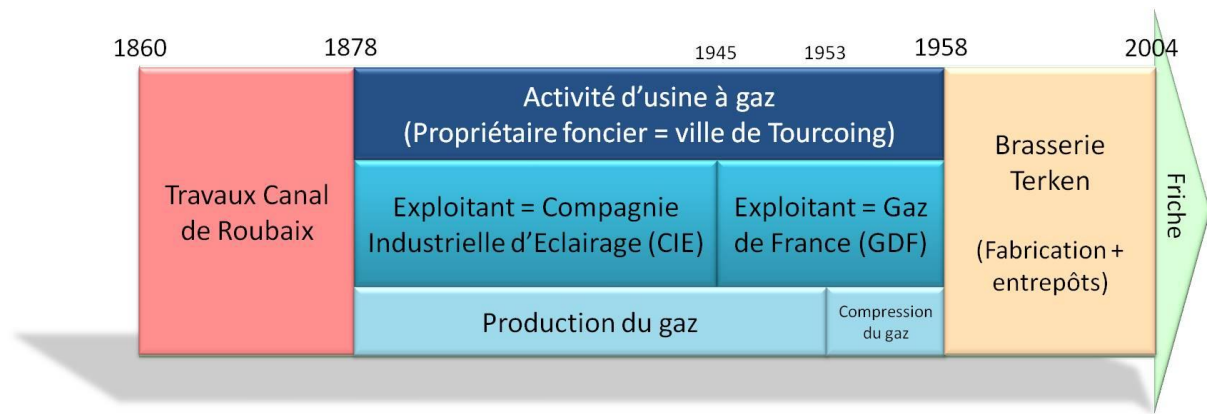 1860
1878
1945
1953
1958
2004
Travaux Canal
de Roubaix
Activité d'usine à gaz
(Propriétaire foncier = ville de Tourcoing)
Exploitant = Compagnie
Industrielle d'Eclairage (CIE)
Exploitant = Gaz
de France (GDF)
Production du gaz
Compression
du gaz
Brasserie
Terken
(Fabrication +
entrepôts)
Friche